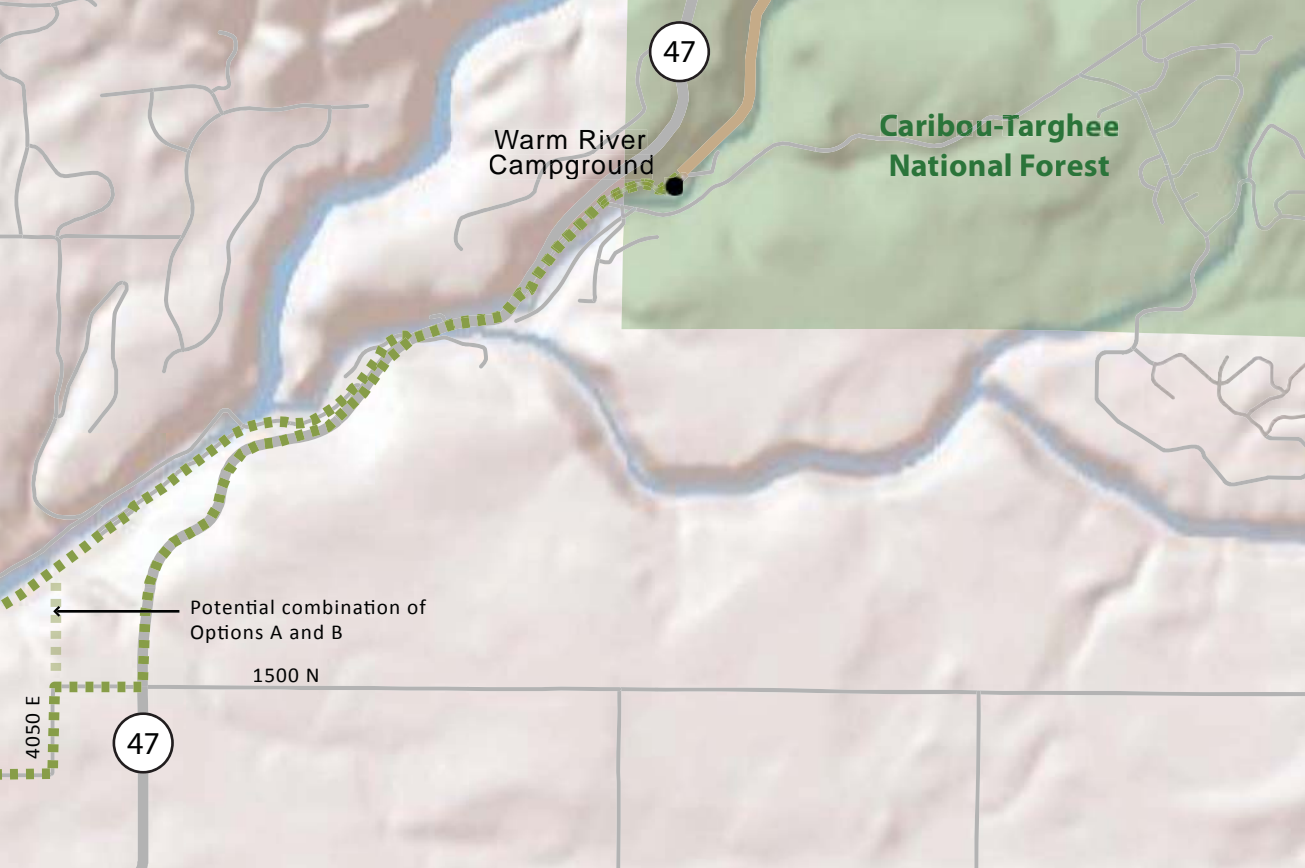 47
Warm River
Campground
Caribou-Targhee
National Forest
Potential combination of
Options A and B
1500 N
4050 E
47